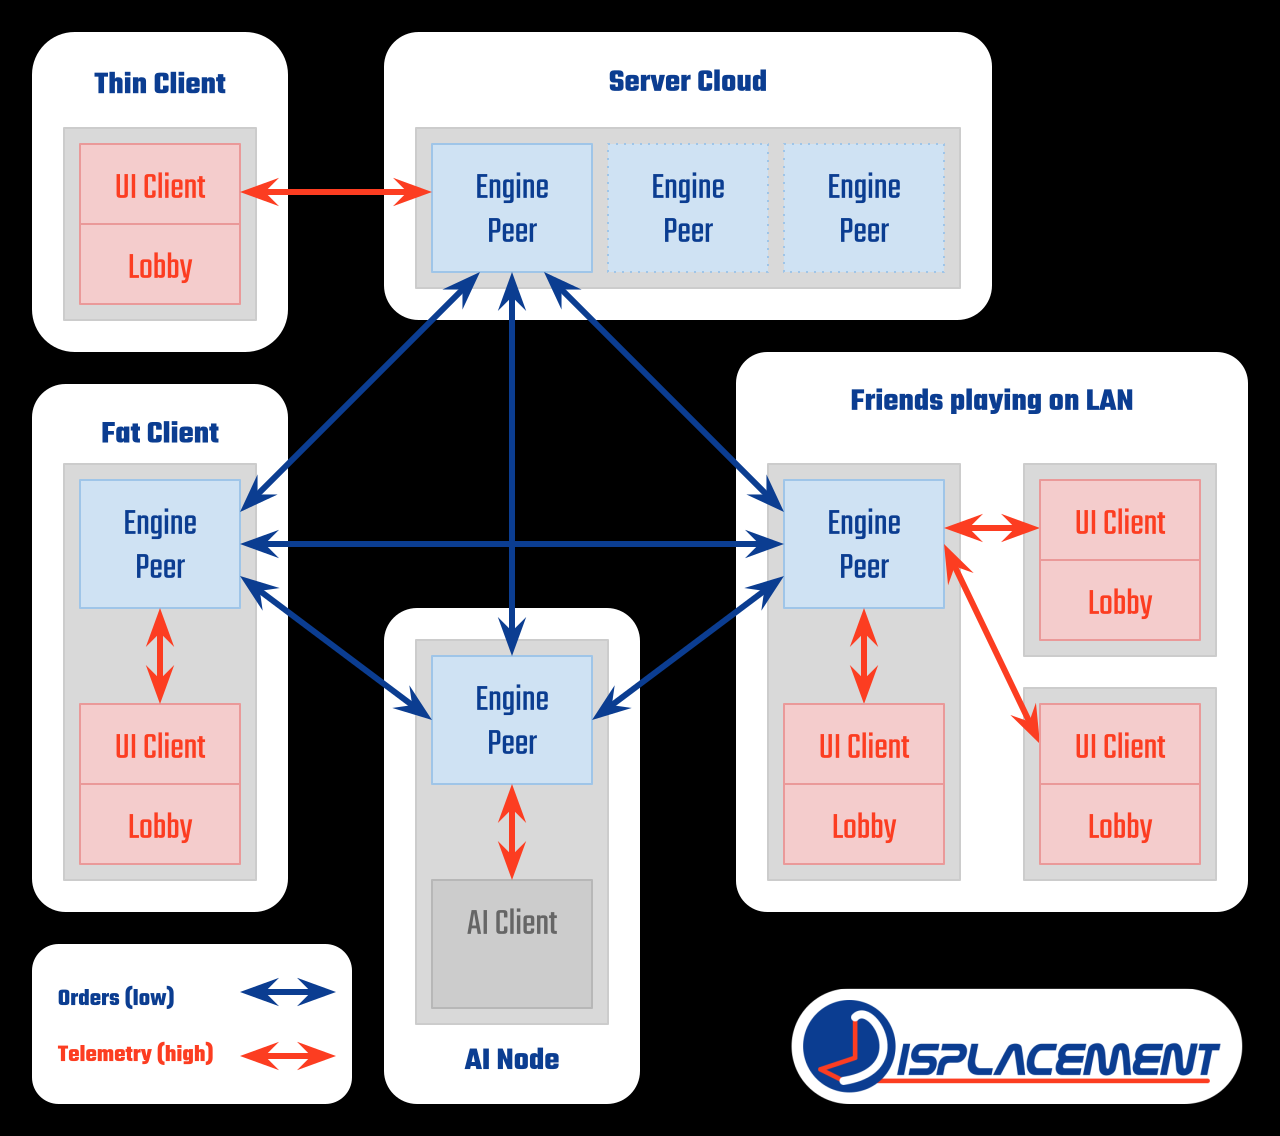 Thin Client
UI Client
Lobby
Server Cloud
Engine
Peer
Engine
Peer
Engine
Peer
Fat Client
Engine
Peer
UI Client
Lobby
Engine
Peer
AI Client
AI Node
Friends playing on LAN
Engine
Peer
UI Client
Lobby
UI Client
Lobby
UI Client
Lobby
Orders (low)
Telemetry (high)
DISPLACEMENT